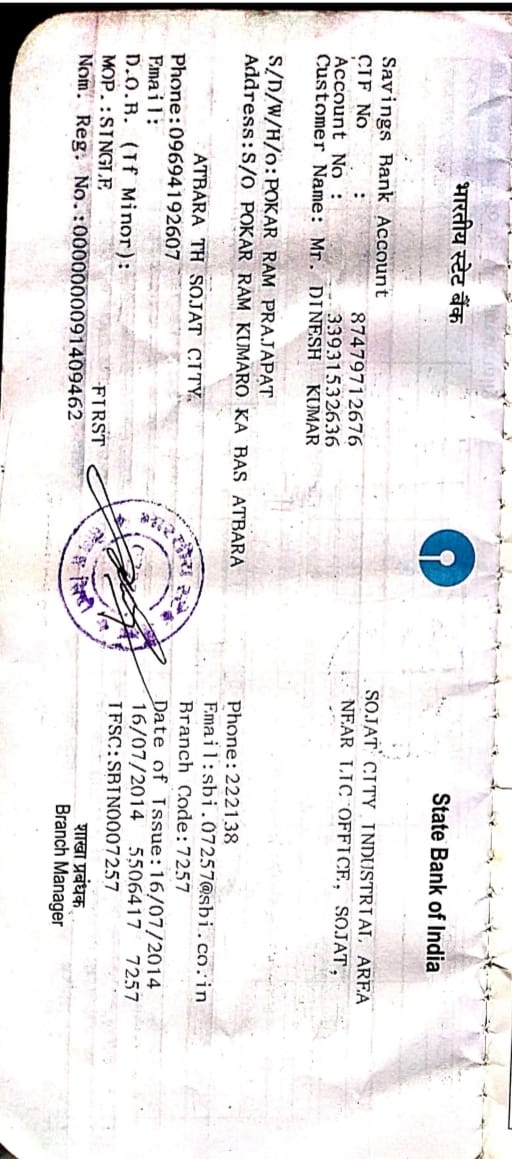 भारतीय स्टेट बैंक
State Bank of India
Savings Bank Account
CIF No : 87479712676
Account No : 33931532636
Customer Name: Mr. DINESH KUMAR
S/D/W/H/o:POKAR RAM PRAJAPAT
Address:S/O POKAR RAM KUMARO KA BAS ATBARA
ATBARA TH SOJAT CITY
Phone:09694192607
Email:
D.O.B. (If Minor):
MOP.:SINGLE
FIRST
Nom. Reg. No.:0000000091409462
SOJAT CITY INDUSTRIAL AREA
NEAR LIC OFFICE, SOJAT,
Phone:222138
Email:sbi.07257@sbi.co.in
Branch Code:7257
Date of Issue:16/07/2014
16/07/2014 5506417 7257
IFSC:SBIN0007257
शाखा प्रबंधक
Branch Manager